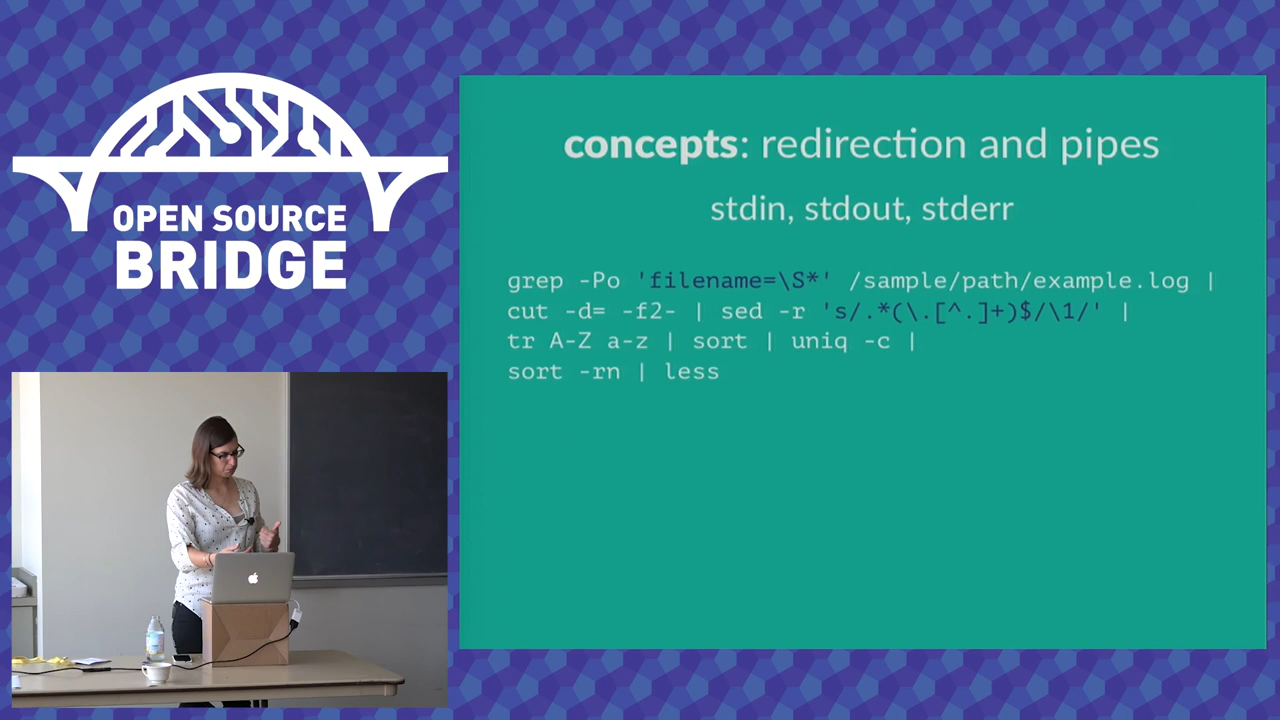 OPEN SOURCE
BRIDGE
concepts: redirection and pipes
stdin, stdout, stderr
grep -Po 'filename=\S*' /sample/path/example.log |
cut -d= -f2- | sed -r 's/.*(\.[^.]+)$/\1/' |
tr A-Z a-z | sort | uniq -c |
sort -rn | less